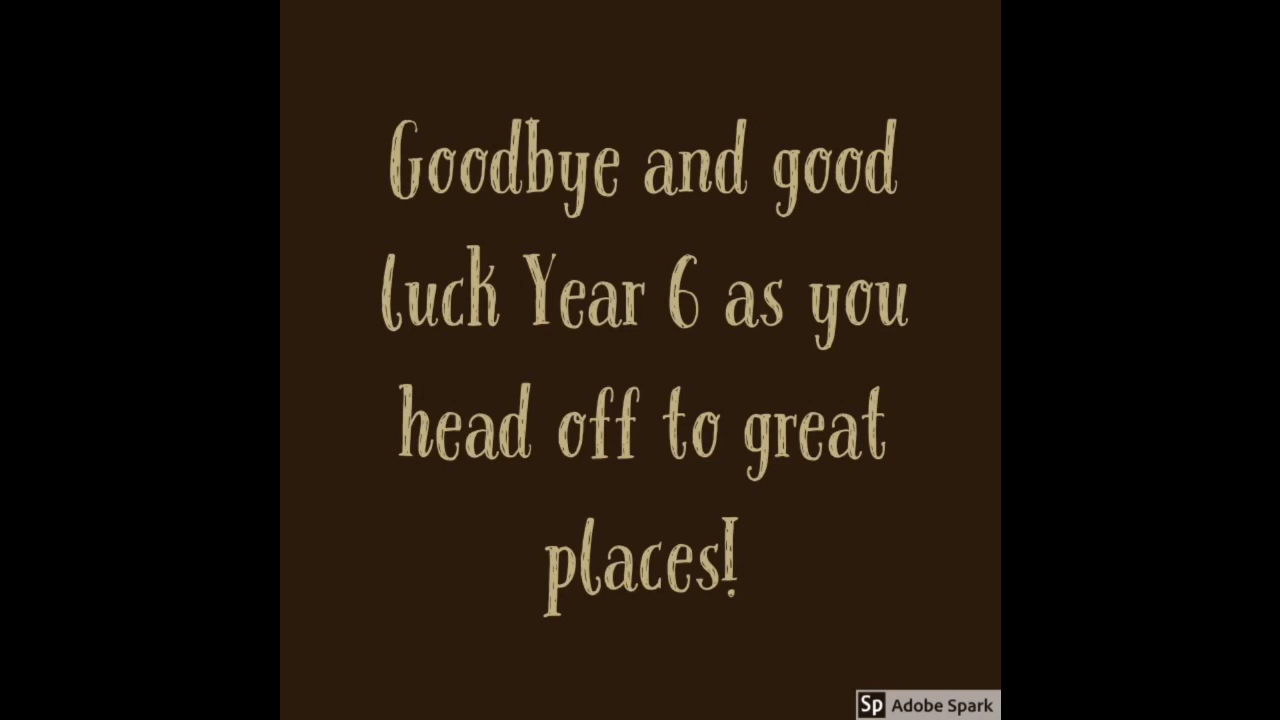 Goodbye and good
luck Year 6 as you
head off to great
places!
Sp Adobe Spark